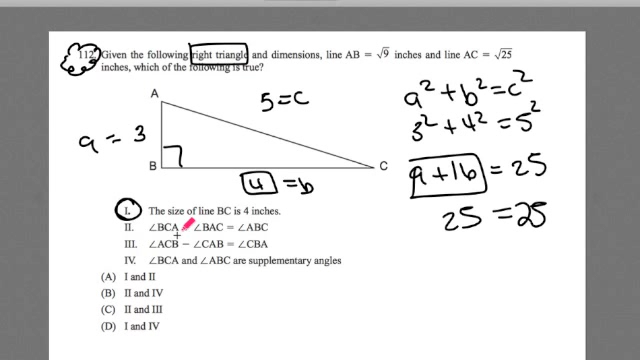 112. Given the following right triangle and dimensions, line AB = √9 inches and line AC = √25
inches, which of the following is true?
A
5 = c
a = 3
B
C
4 = b
a² + b² = c²
3² + 4² = 5²
9 + 16 = 25
25 = 25
I. The size of line BC is 4 inches.
II. ∠BCA + ∠BAC = ∠ABC
III. ∠ACB − ∠CAB = ∠CBA
IV. ∠BCA and ∠ABC are supplementary angles
(A) I and II
(B) II and IV
(C) II and III
(D) I and IV